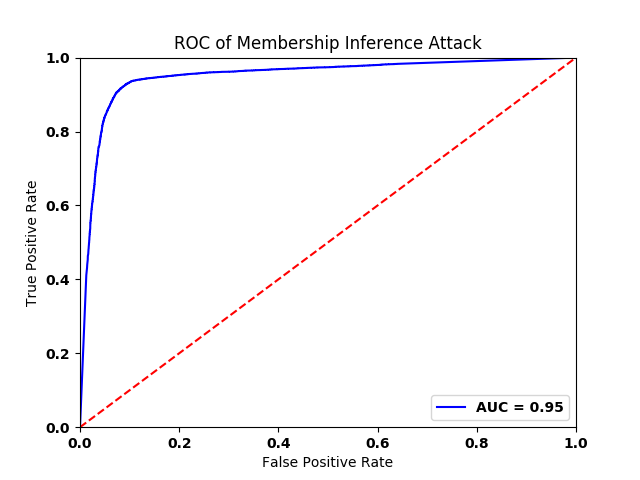 ROC of Membership Inference Attack
1.0
0.8
0.6
0.4
0.2
0.0
True Positive Rate
AUC = 0.95
0.0 0.2 0.4 0.6 0.8 1.0
False Positive Rate